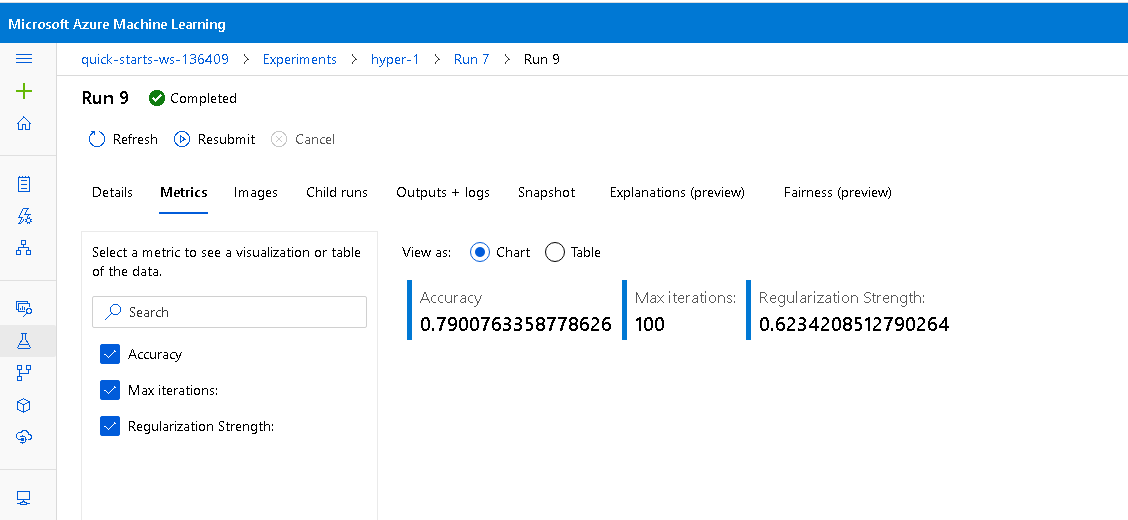 Microsoft Azure Machine Learning
quick-starts-ws-136409 > Experiments > hyper-1 > Run 7 > Run 9
Run 9 Completed
Refresh Resubmit Cancel
Details Metrics Images Child runs Outputs + logs Snapshot Explanations (preview) Fairness (preview)
Select a metric to see a visualization or table
of the data.
Search
Accuracy
Max iterations:
Regularization Strength:
View as: Chart Table
Accuracy Max iterations: Regularization Strength:
0.7900763358778626 100 0.6234208512790264